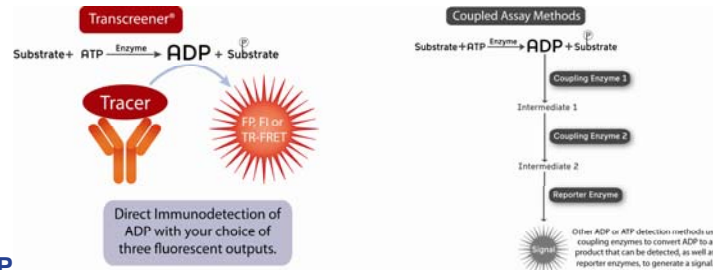 Transcreener®
Substrate+ ATP Enzyme ADP + Substrate
P
Tracer
FP, FI or
TR-FRET
Direct Immunodetection of
ADP with your choice of
three fluorescent outputs.
P
Coupled Assay Methods
P
Substrate+ATP Enzyme ADP + Substrate
Coupling Enzyme 1
Intermediate 1
Coupling Enzyme 2
Intermediate 2
Reporter Enzyme
Signal
Other ADP or ATP detection methods us
coupling enzymes to convert ADP to a
product that can be detected, as well as
reporter enzymes, to generate a signal